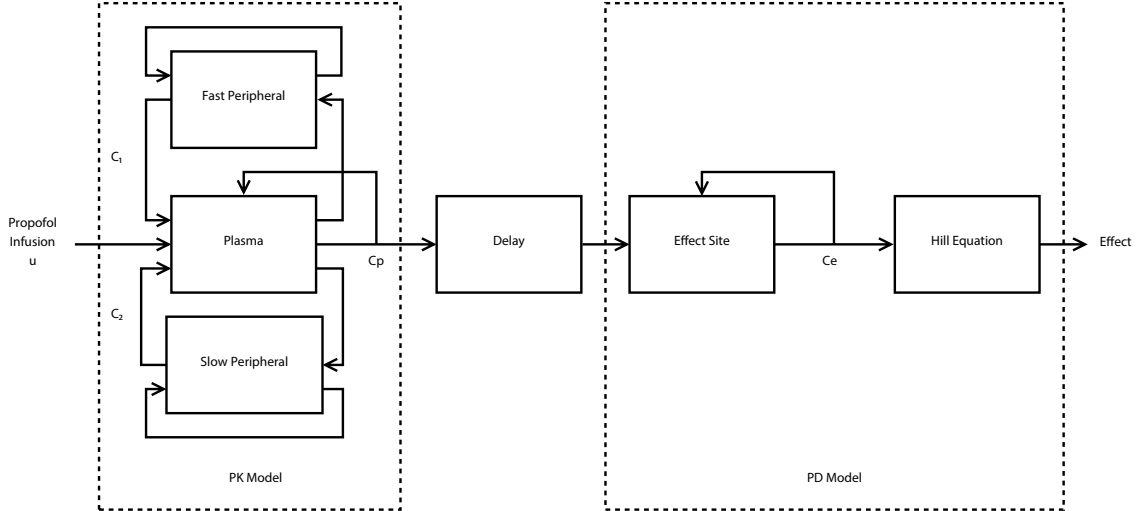 Fast Peripheral
C₁
Propofol
Infusion
u
Plasma
Cp
Delay
Effect Site
Ce
Hill Equation
Effect
C₂
Slow Peripheral
PK Model
PD Model